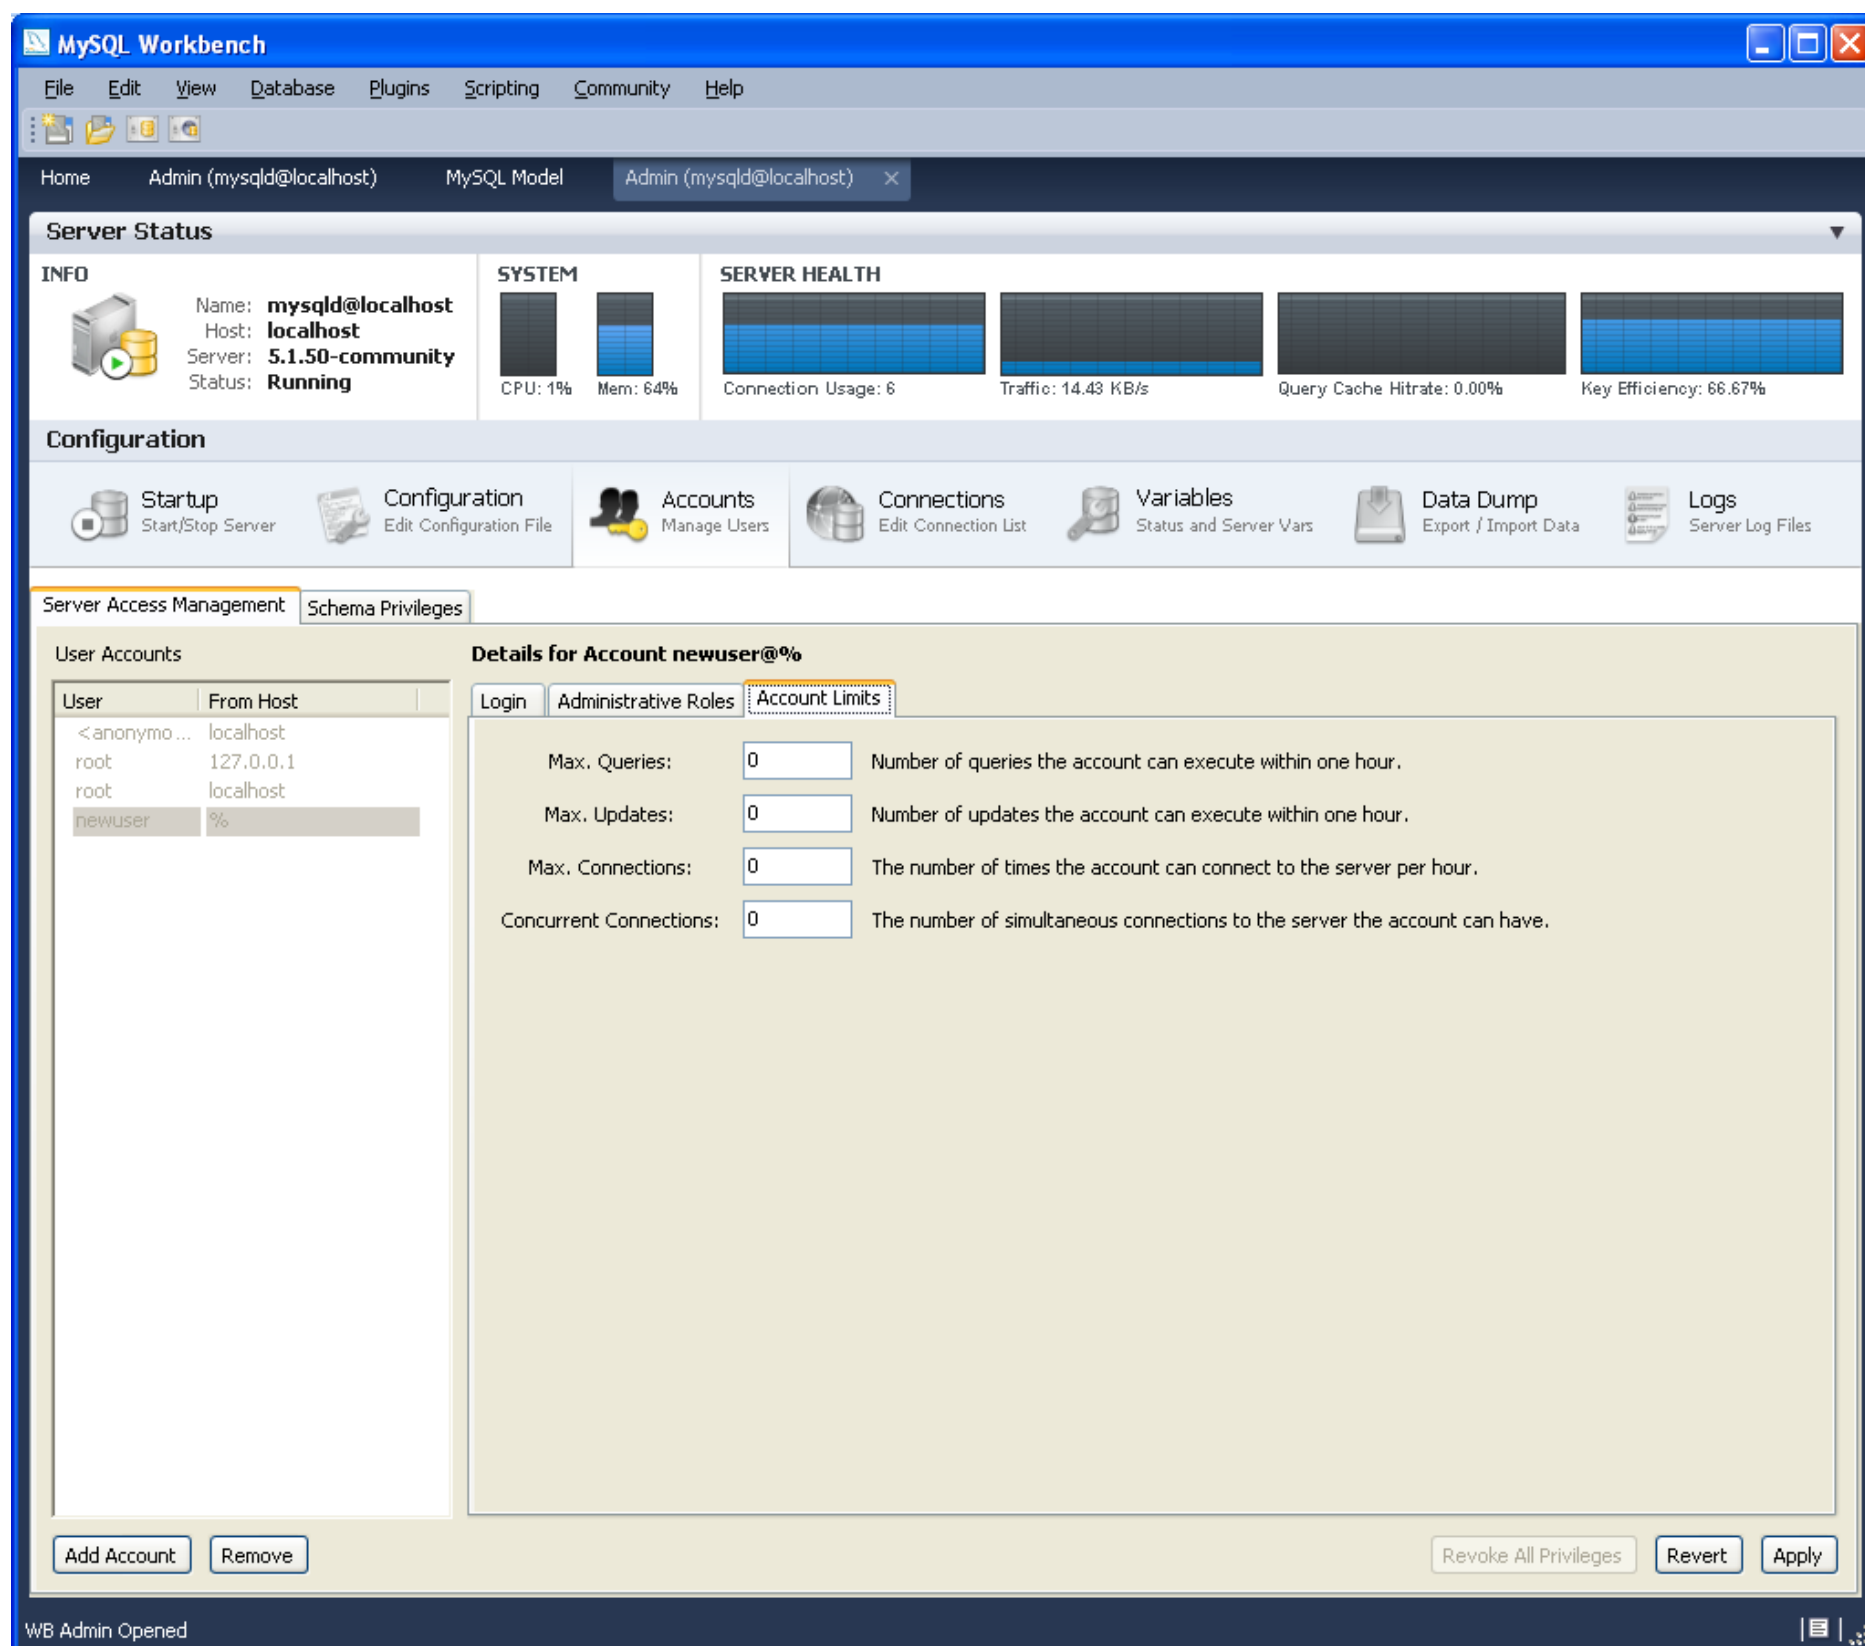 MySQL Workbench
File Edit View Database Plugins Scripting Community Help
Home Admin (mysqld@localhost) MySQL Model Admin (mysqld@localhost)
Server Status
INFO
Name: mysqld@localhost
Host: localhost
Server: 5.1.50-community
Status: Running
SYSTEM
CPU: 1% Mem: 64%
SERVER HEALTH
Connection Usage: 6 Traffic: 14.43 KB/s Query Cache Hitrate: 0.00% Key Efficiency: 66.67%
Configuration
Startup
Start/Stop Server
Configuration
Edit Configuration File
Accounts
Manage Users
Connections
Edit Connection List
Variables
Status and Server Vars
Data Dump
Export / Import Data
Logs
Server Log Files
Server Access Management Schema Privileges
User Accounts
User From Host
<anonymo... localhost
root 127.0.0.1
root localhost
newuser %
Details for Account newuser@%
Login Administrative Roles Account Limits
Max. Queries: 0 Number of queries the account can execute within one hour.
Max. Updates: 0 Number of updates the account can execute within one hour.
Max. Connections: 0 The number of times the account can connect to the server per hour.
Concurrent Connections: 0 The number of simultaneous connections to the server the account can have.
Add Account Remove Revoke All Privileges Revert Apply
WB Admin Opened